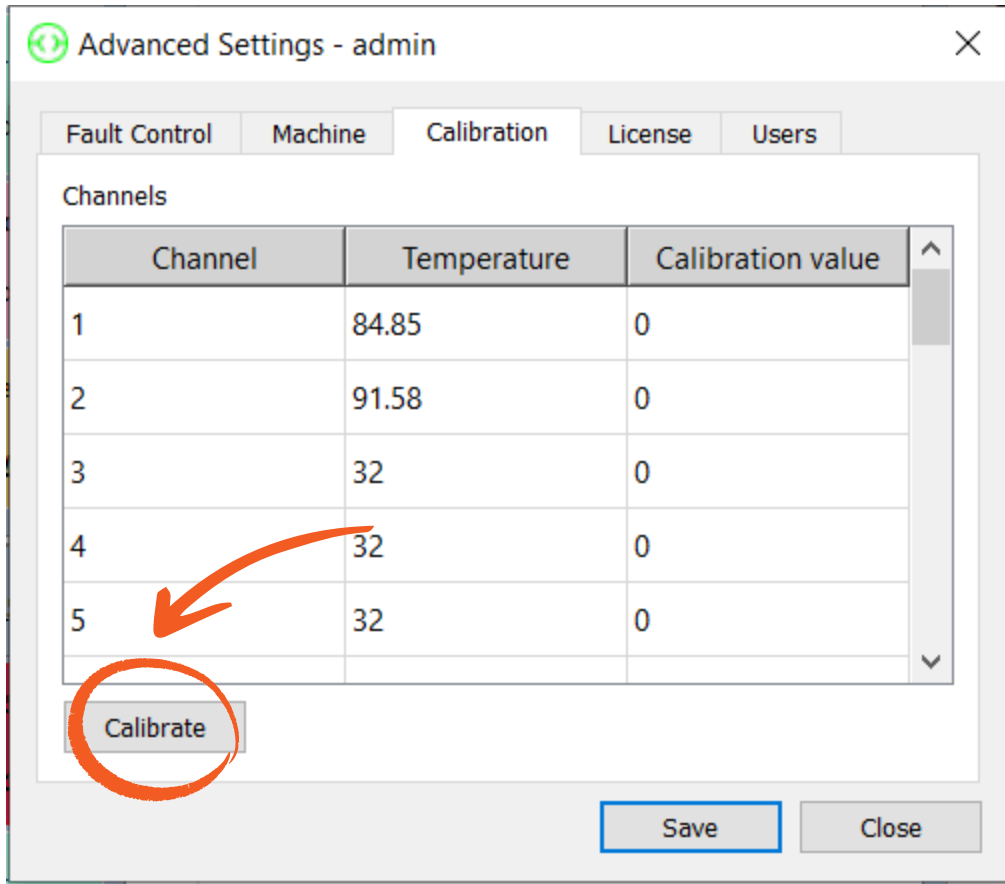 Advanced Settings - admin
Fault Control Machine Calibration License Users
Channels
Channel Temperature Calibration value
1 84.85 0
2 91.58 0
3 32 0
4 32 0
5 32 0
Calibrate
Save Close